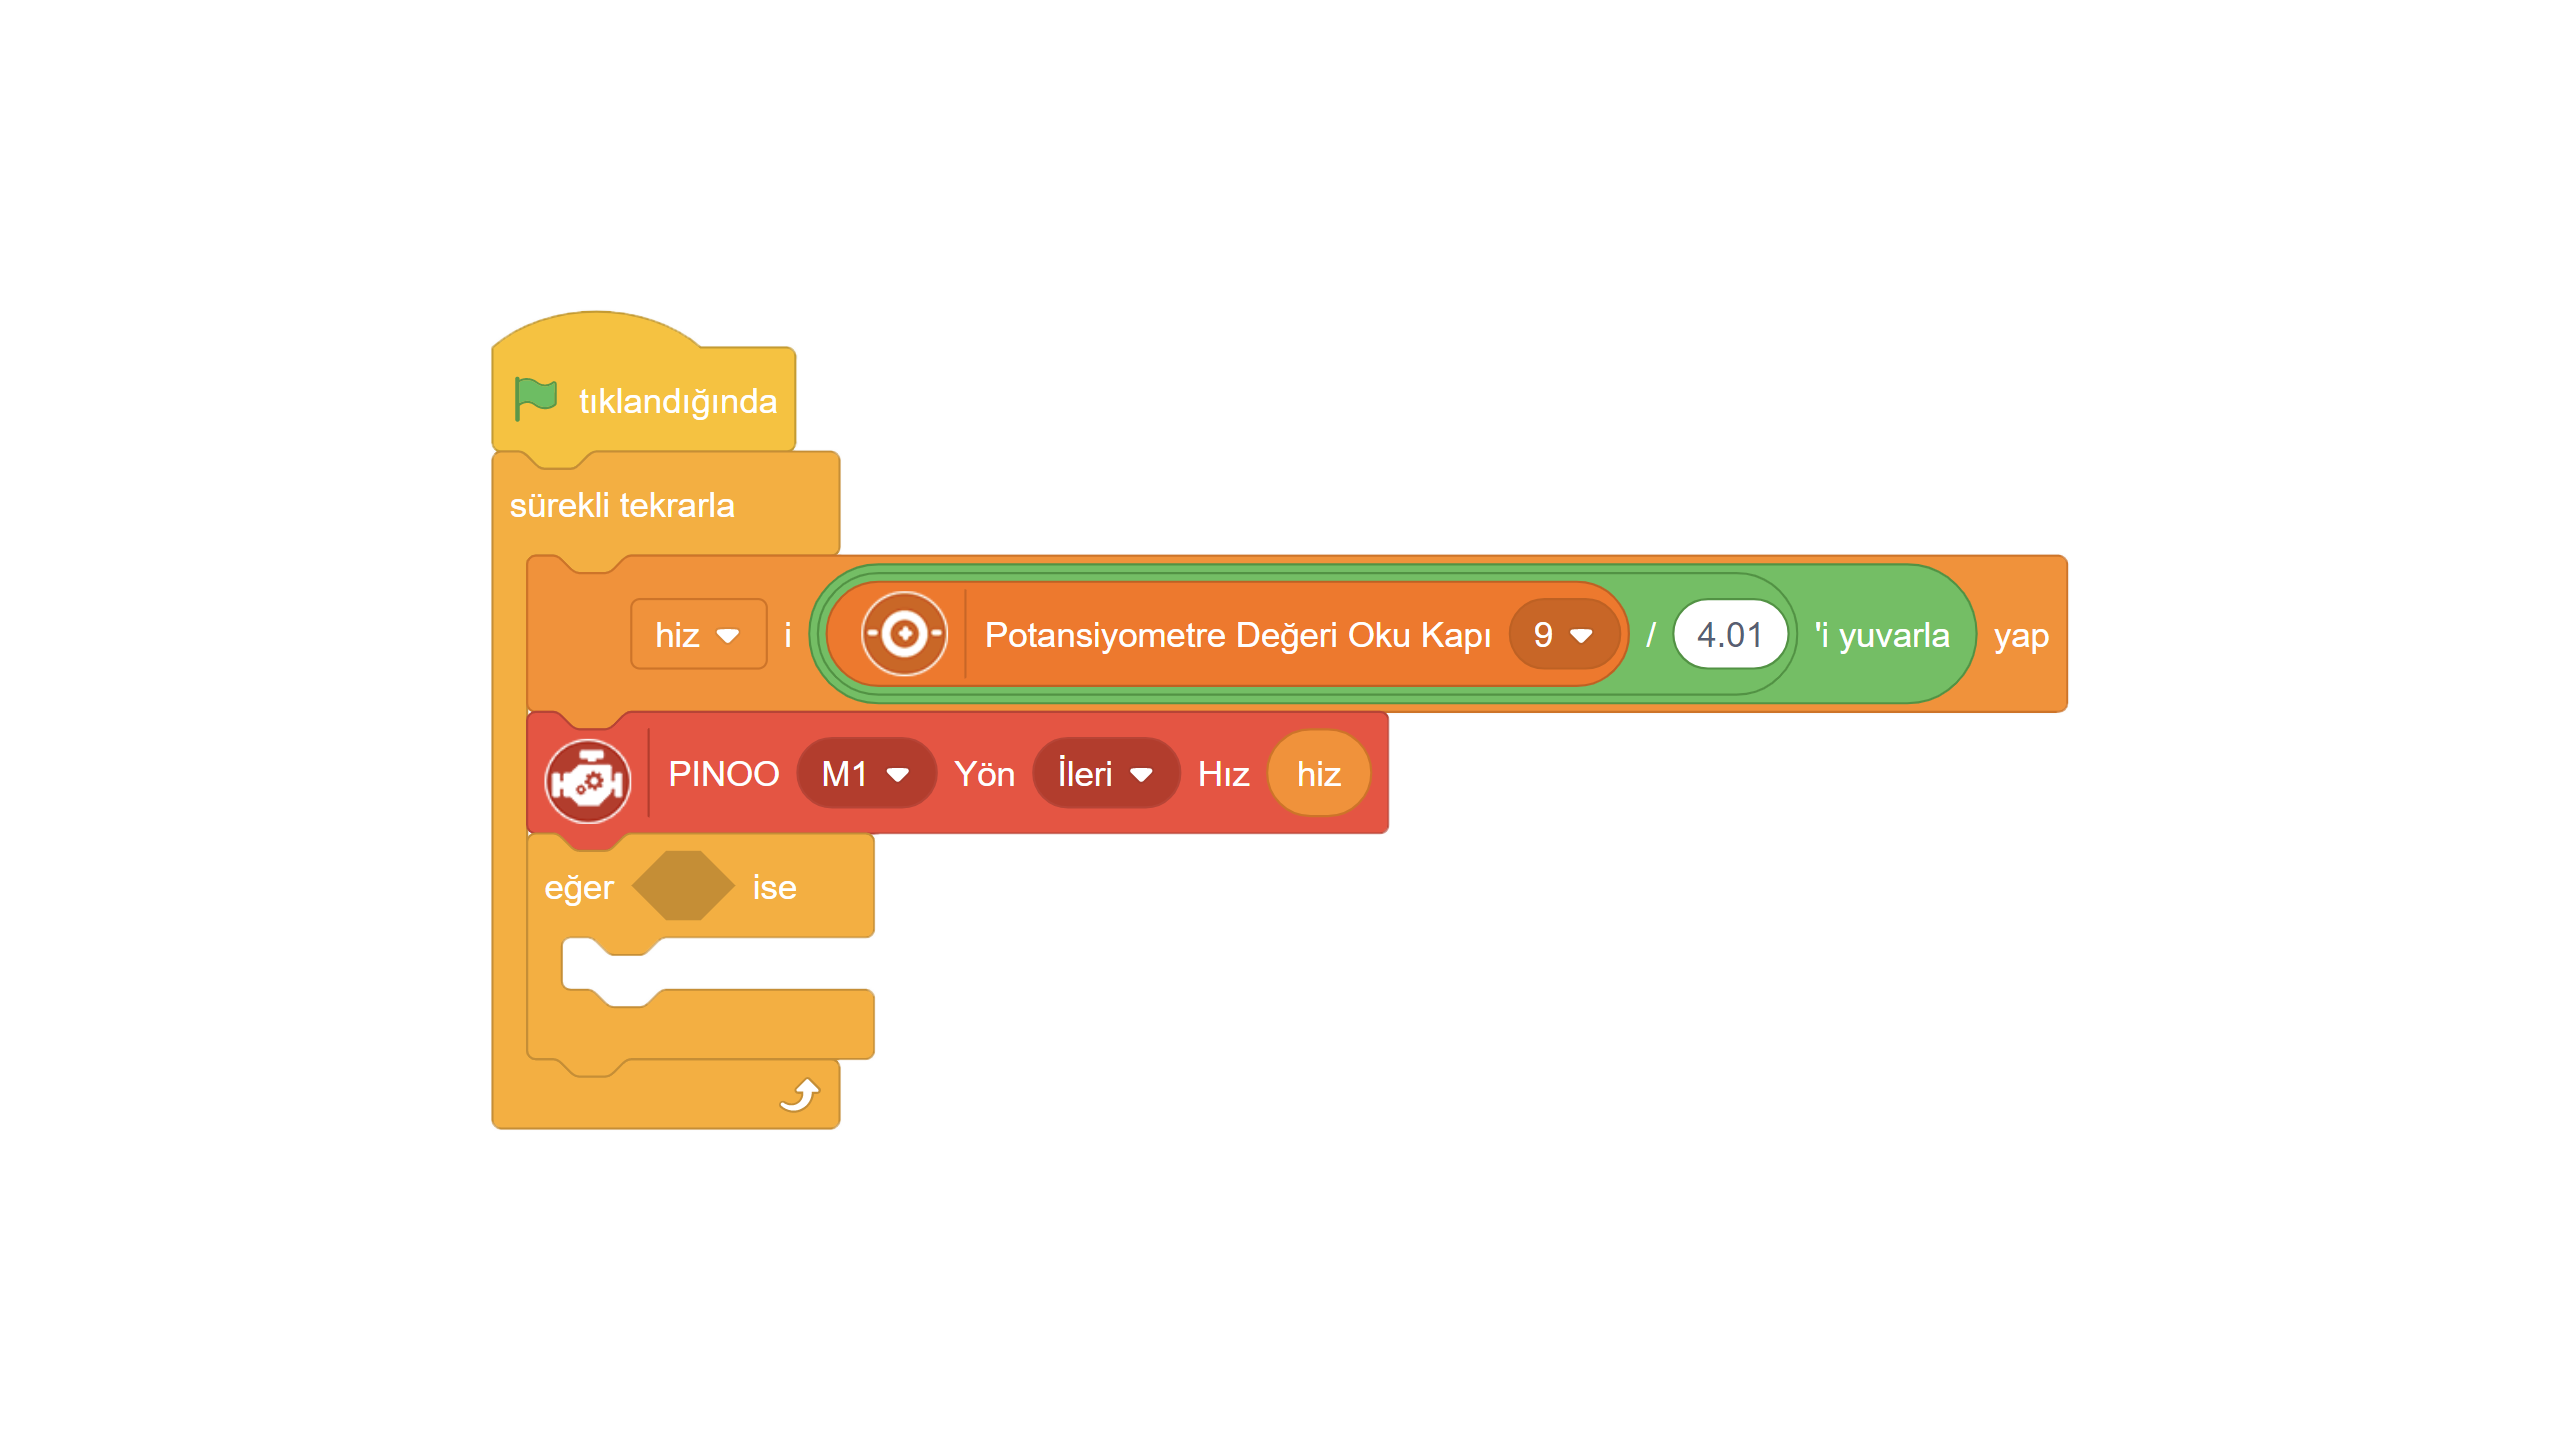 tıklandığında
sürekli tekrarla
hiz i Potansiyometre Değeri Oku Kapı 9 / 4.01 'i yuvarla yap
PINOO M1 Yön İleri Hız hiz
eğer ise